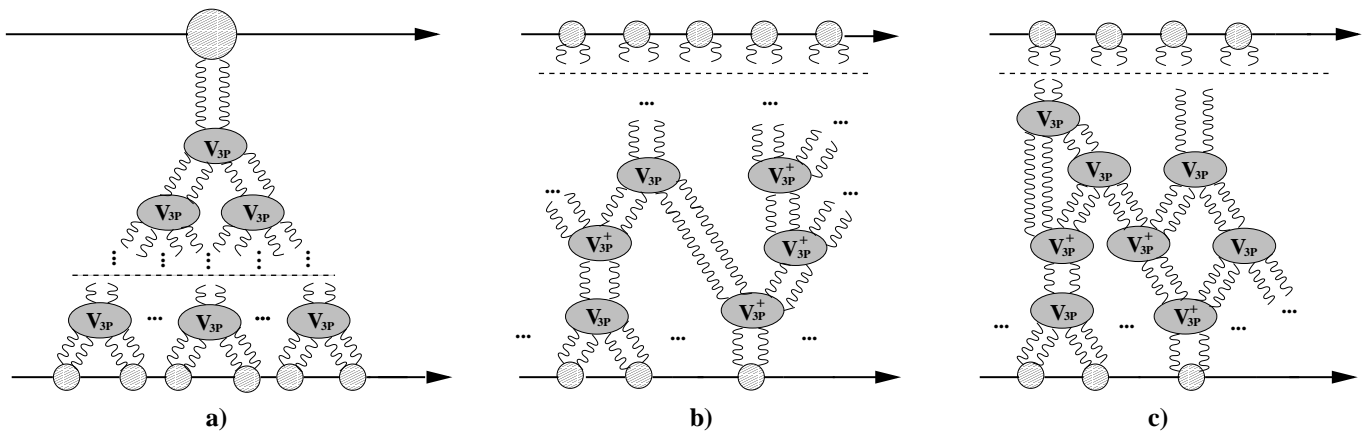 V3P
V3P V3P
V3P ... V3P ... V3P
a)
... ... ...
V3P V3P+ ...
... V3P+ V3P+
V3P V3P+
... ... ...
b)
V3P
V3P V3P
V3P+ V3P+ V3P
V3P V3P+
... ... ... ...
c)